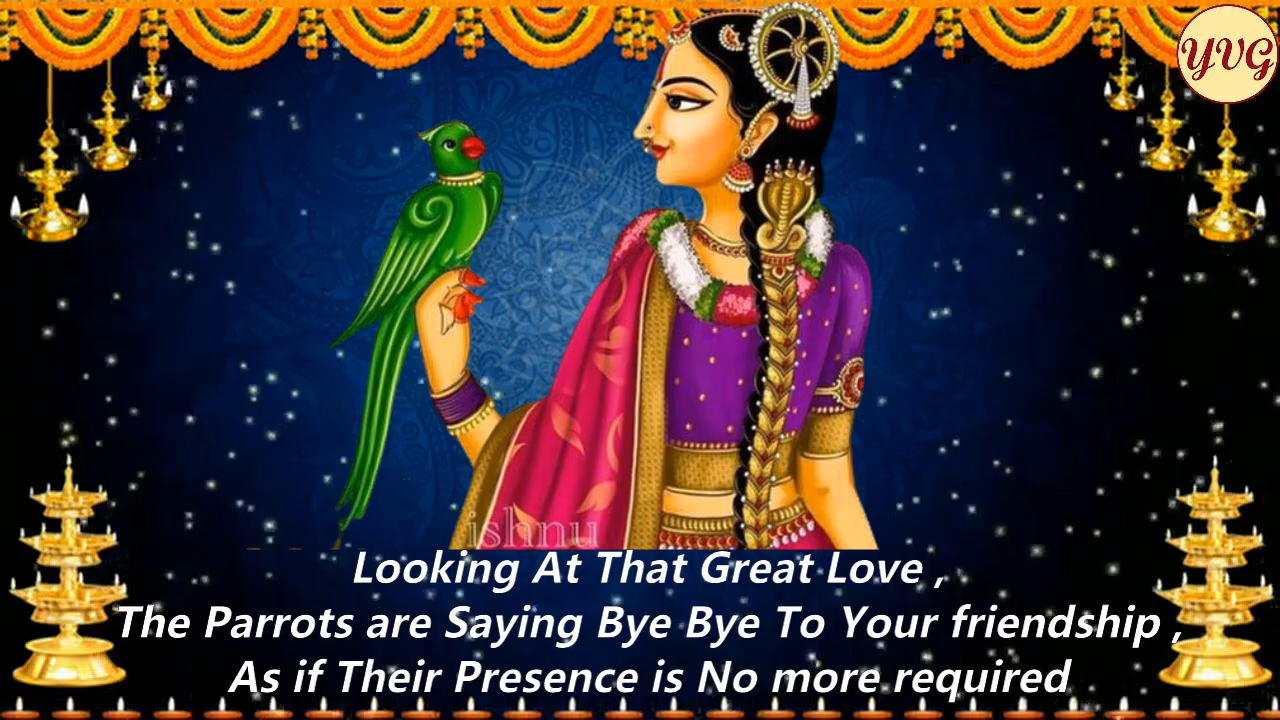 YVG
ishnu
Looking At That Great Love ,
The Parrots are Saying Bye Bye To Your friendship ,
As if Their Presence is No more required